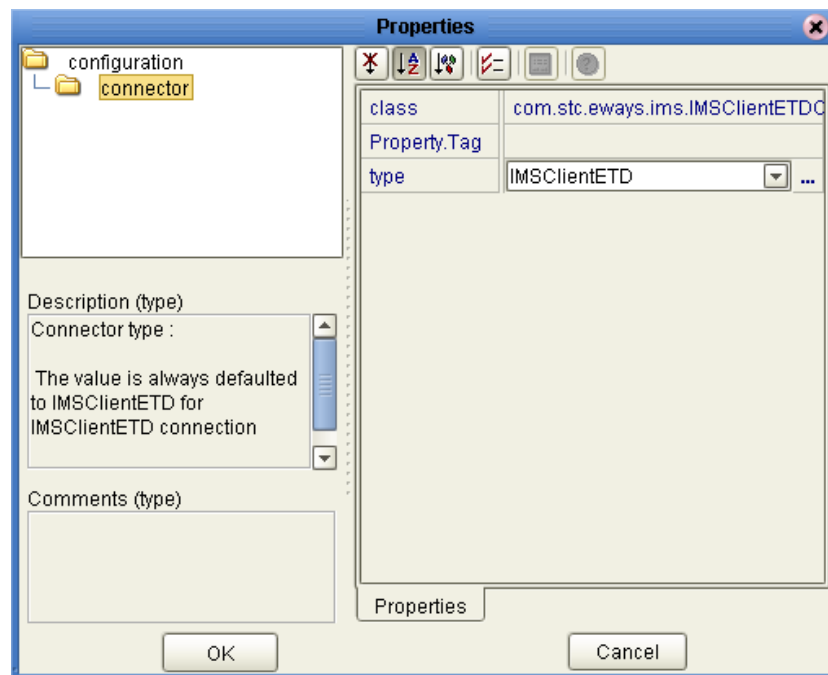 Properties
configuration
connector
class com.stc.eways.ims.IMSClientETDC
Property.Tag
type IMSClientETD ...
Description (type)
Connector type :
The value is always defaulted
to IMSClientETD for
IMSClientETD connection
Comments (type)
Properties
OK Cancel